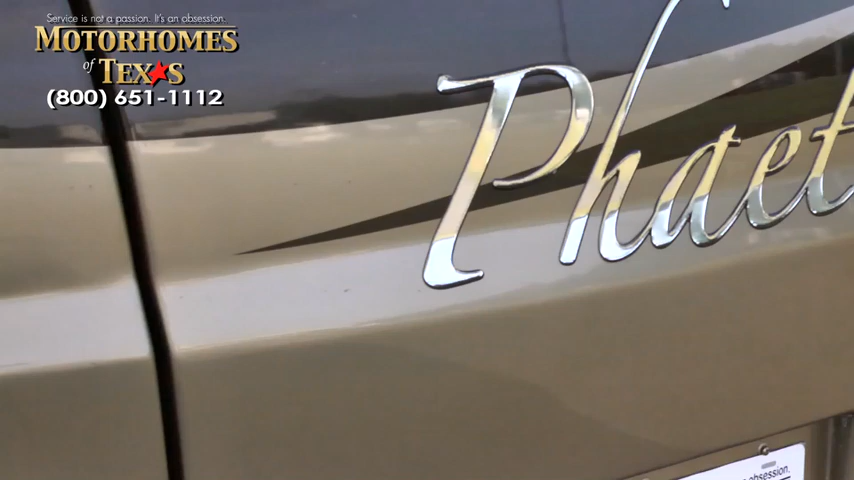 Service is not a passion. It's an obsession.
MOTORHOMES
of TEXAS
(800) 651-1112
Phaet
obsession.